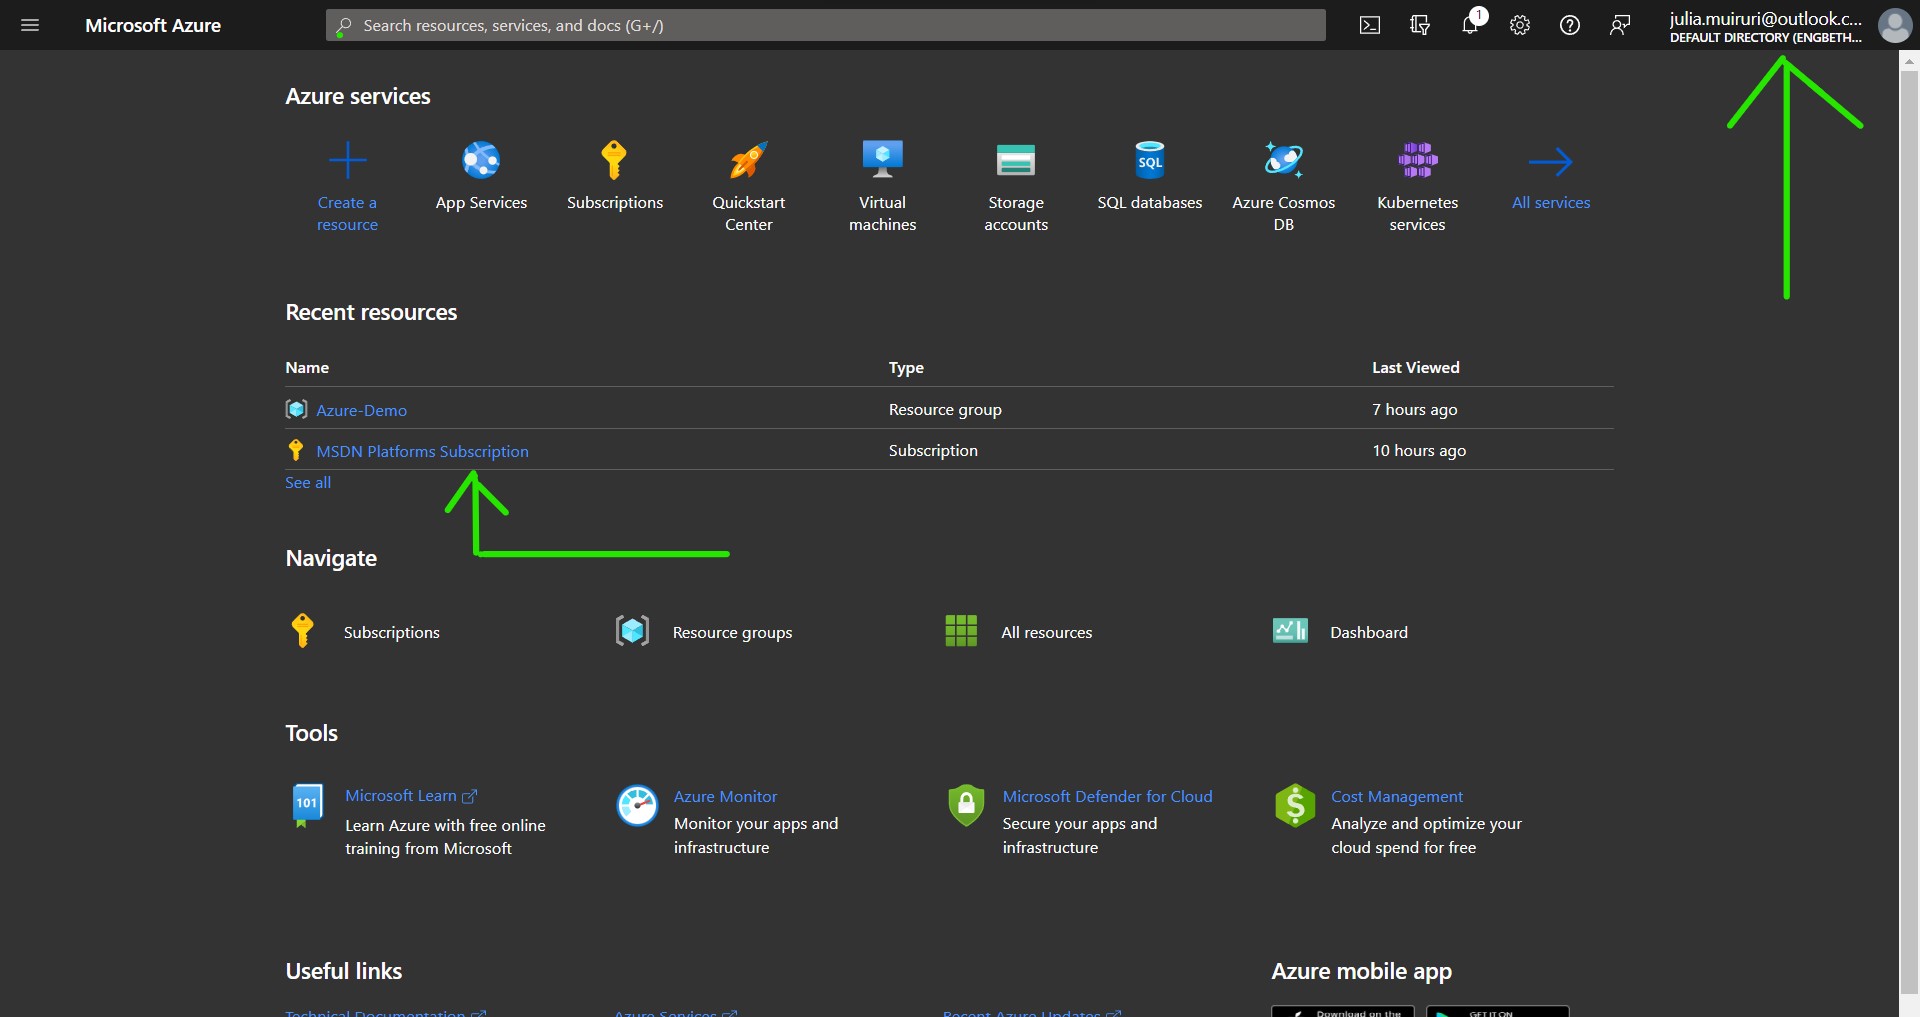 Microsoft Azure
Search resources, services, and docs (G+/)
1
julia.muiruri@outlook.c...
DEFAULT DIRECTORY (ENGBETH...
Azure services
Create a
resource
App Services
Subscriptions
Quickstart
Center
Virtual
machines
Storage
accounts
SQL
SQL databases
Azure Cosmos
DB
Kubernetes
services
All services
Recent resources
Name
Type
Last Viewed
Azure-Demo
Resource group
7 hours ago
MSDN Platforms Subscription
Subscription
10 hours ago
See all
Navigate
Subscriptions
Resource groups
All resources
Dashboard
Tools
101
Microsoft Learn
Learn Azure with free online
training from Microsoft
Azure Monitor
Monitor your apps and
infrastructure
Microsoft Defender for Cloud
Secure your apps and
infrastructure
$
Cost Management
Analyze and optimize your
cloud spend for free
Useful links
Azure mobile app
Technical Documentation
Azure Services
Recent Azure Updates
Download on the
GET IT ON